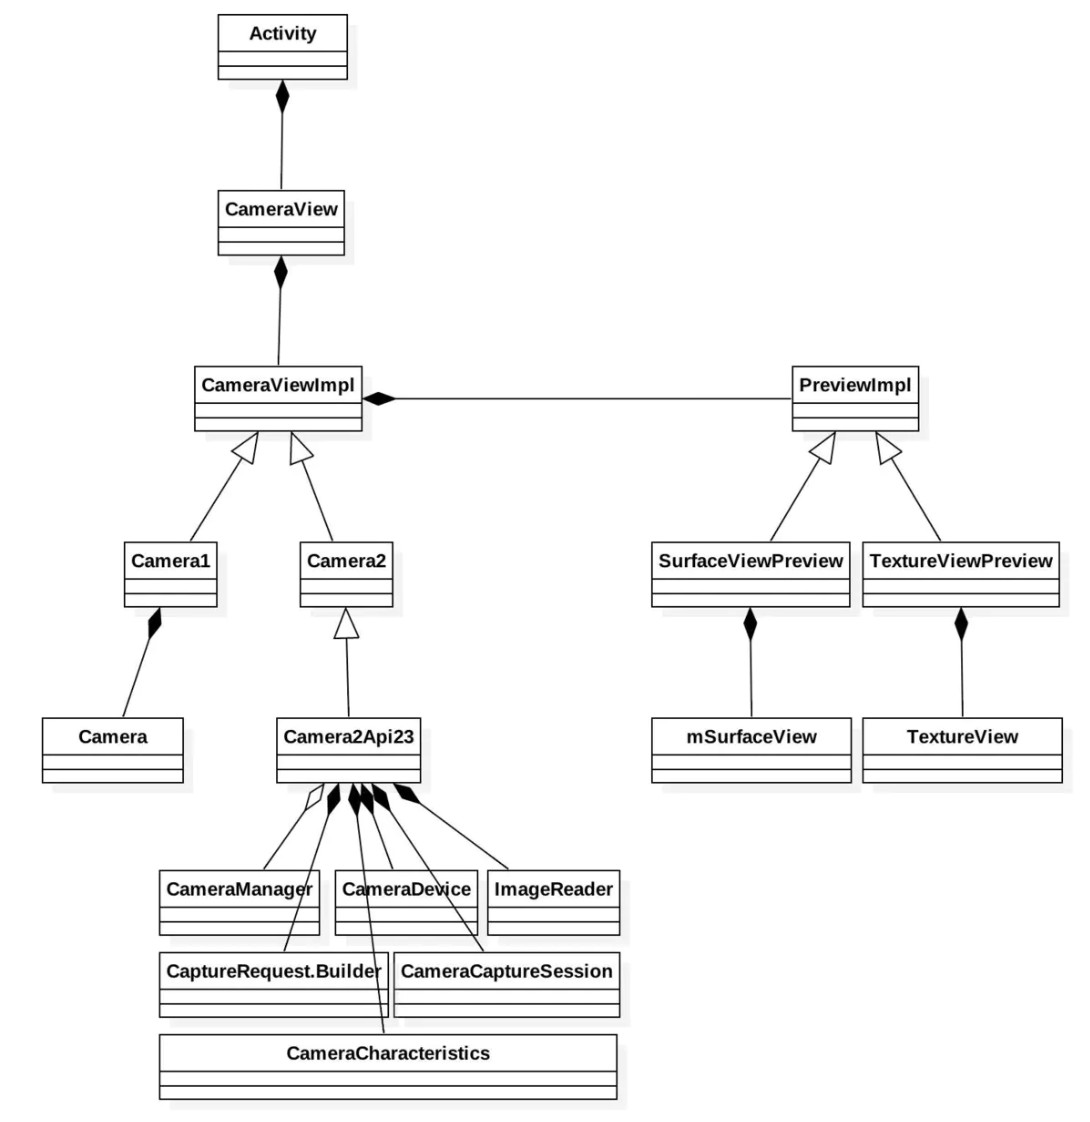 Activity
CameraView
CameraViewImpl
PreviewImpl
Camera1
Camera2
SurfaceViewPreview
TextureViewPreview
Camera
Camera2Api23
mSurfaceView
TextureView
CameraManager
CameraDevice
ImageReader
CaptureRequest.Builder
CameraCaptureSession
CameraCharacteristics